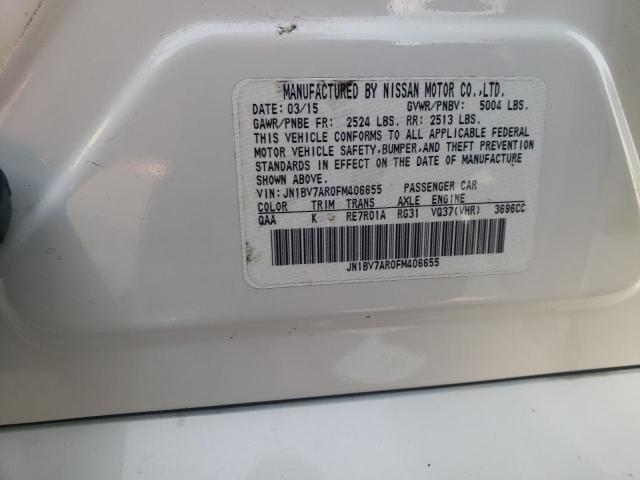 MANUFACTURED BY NISSAN MOTOR CO.,LTD.
DATE: 03/15 GVWR/PNBV: 5004 LBS.
GAWR/PNBE FR: 2524 LBS. RR: 2513 LBS.
THIS VEHICLE CONFORMS TO ALL APPLICABLE FEDERAL
MOTOR VEHICLE SAFETY, BUMPER, AND THEFT PREVENTION
STANDARDS IN EFFECT ON THE DATE OF MANUFACTURE
SHOWN ABOVE.
VIN: JN1BV7AR0FM406655 PASSENGER CAR
COLOR TRIM TRANS AXLE ENGINE
QAA K RE7R01A RG31 VQ37(VHR) 3696CC
JN1BV7AR0FM406655